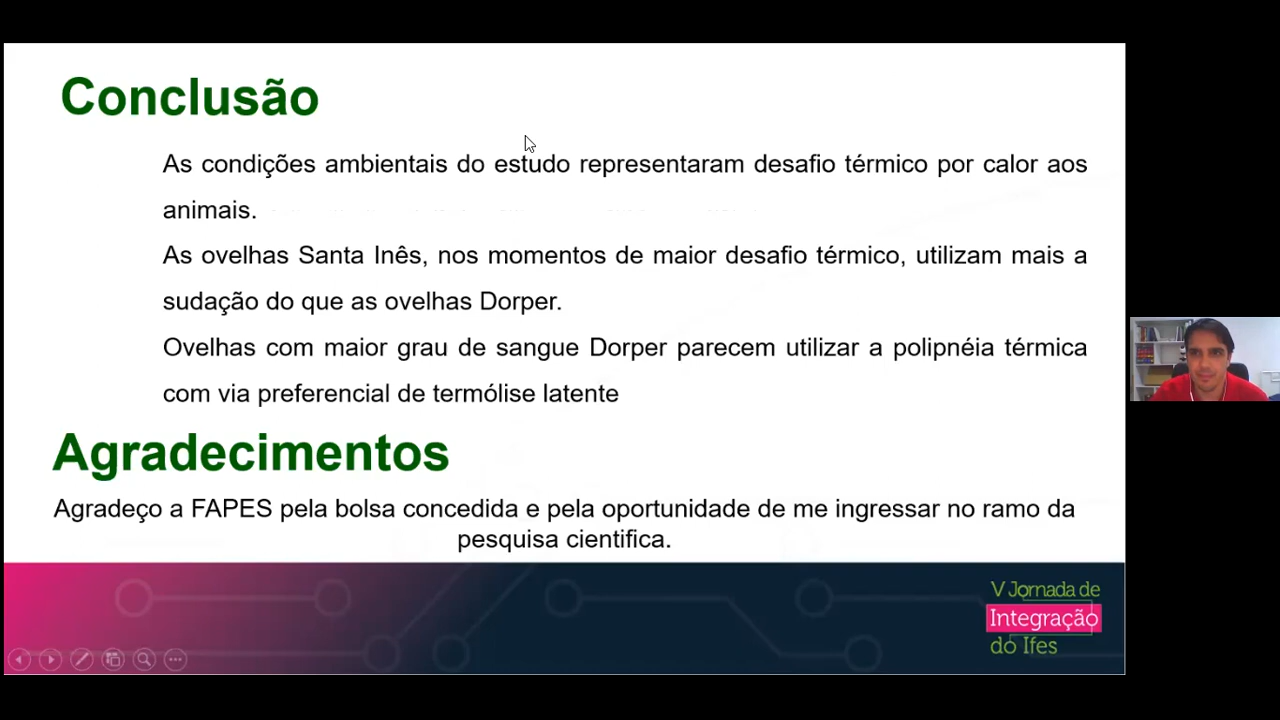 Conclusão
As condições ambientais do estudo representaram desafio térmico por calor aos
animais.
As ovelhas Santa Inês, nos momentos de maior desafio térmico, utilizam mais a
sudação do que as ovelhas Dorper.
Ovelhas com maior grau de sangue Dorper parecem utilizar a polipnéia térmica
com via preferencial de termólise latente
Agradecimentos
Agradeço a FAPES pela bolsa concedida e pela oportunidade de me ingressar no ramo da
pesquisa cientifica.
V Jornada de
Integração
do Ifes